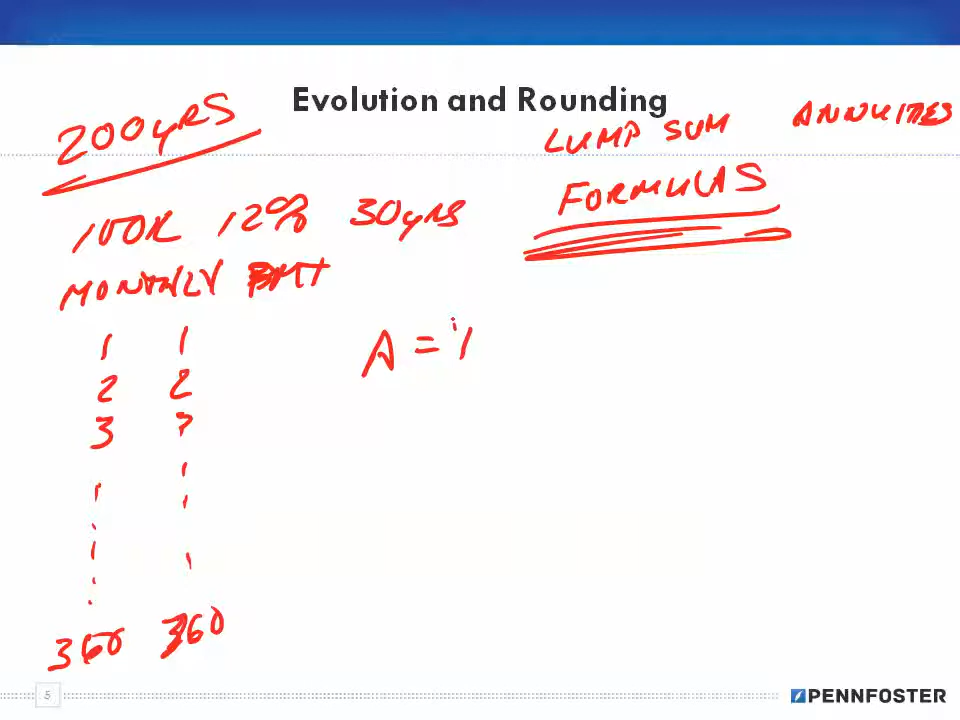 Evolution and Rounding
200yRS
LUMP SUM ANNUITIES
FORMULAS
100K 12% 30yRS
MONTHLY PMT
1 1
2 2
3
A =
360 360
5
PENNFOSTER